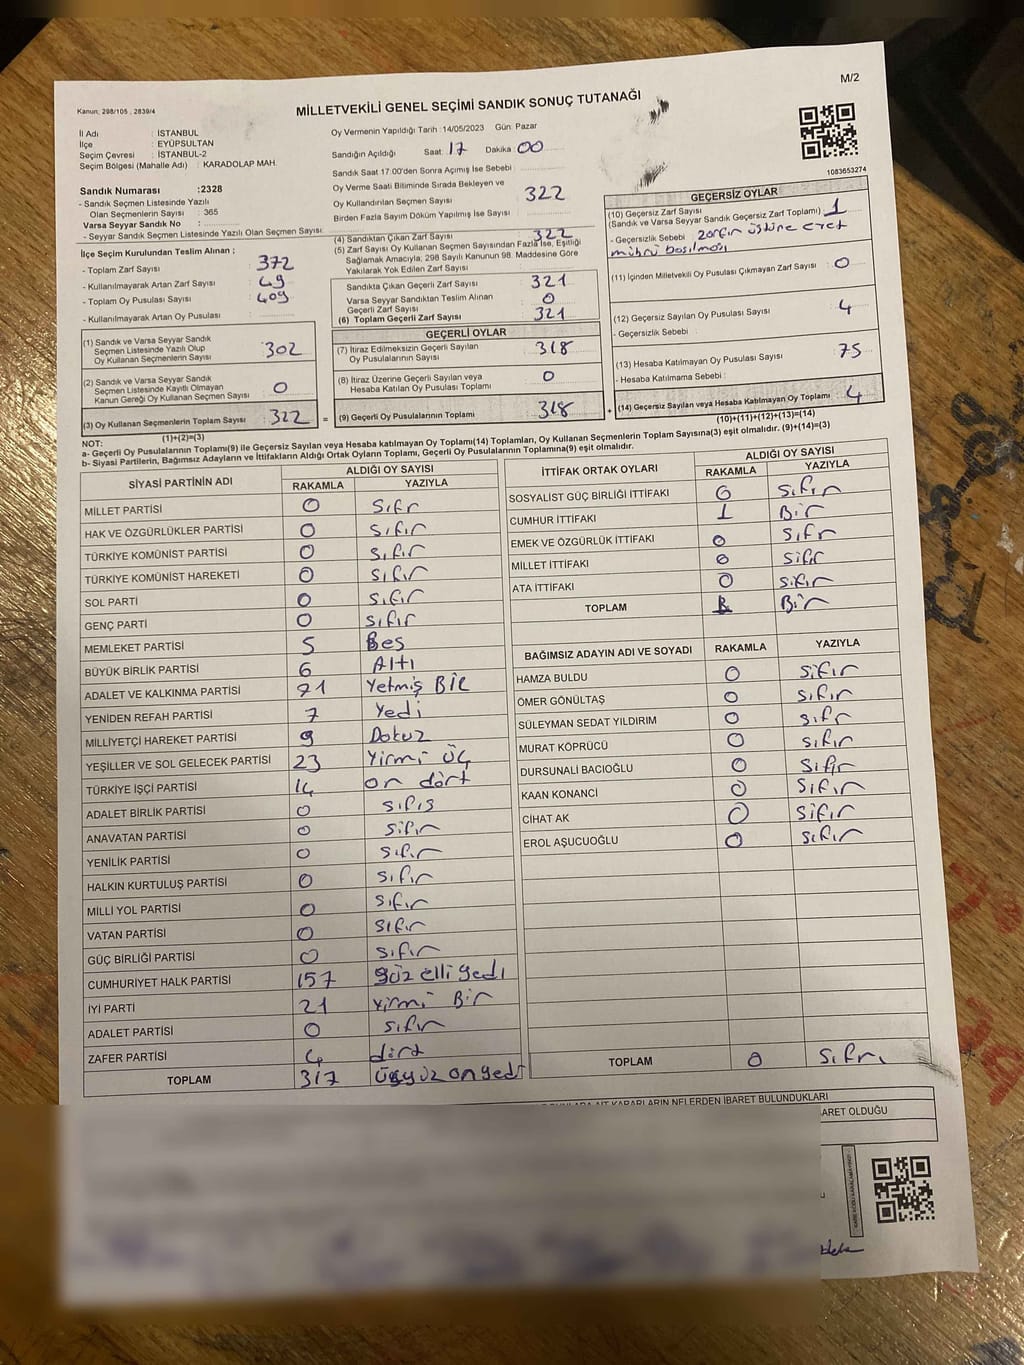 M/2
Kanun: 298/105 , 2839/4
MİLLETVEKİLİ GENEL SEÇİMİ SANDIK SONUÇ TUTANAĞI
İl Adı : İSTANBUL
İlçe : EYÜPSULTAN
Seçim Çevresi : İSTANBUL-2
Seçim Bölgesi (Mahalle Adı) : KARADOLAP MAH.
Sandık Numarası :2328
- Sandık Seçmen Listesinde Yazılı
Olan Seçmenlerin Sayısı : 365
Varsa Seyyar Sandık No :
- Seyyar Sandık Seçmen Listesinde Yazılı Olan Seçmen Sayısı:
Oy Vermenin Yapıldığı Tarih :14/05/2023 Gün: Pazar
Sandığın Açıldığı Saat: 17 Dakika: 00
Sandık Saat 17.00'den Sonra Açımış İse Sebebi :
Oy Verme Saati Bitiminde Sırada Bekleyen ve
Oy Kullandırılan Seçmen Sayısı : 322
Birden Fazla Sayım Döküm Yapılmış İse Sayısı :
1083653274
İlçe Seçim Kurulundan Teslim Alınan ;
- Toplam Zarf Sayısı : 372
- Kullanılmayarak Artan Zarf Sayısı : 49
- Toplam Oy Pusulası Sayısı : 409
- Kullanılmayarak Artan Oy Pusulası :
(1) Sandık ve Varsa Seyyar Sandık
Seçmen Listesinde Yazılı Olup
Oy Kullanan Seçmenlerin Sayısı : 302
(2) Sandık ve Varsa Seyyar Sandık
Seçmen Listesinde Kayıtlı Olmayan
Kanun Gereği Oy Kullanan Seçmen Sayısı : 0
(3) Oy Kullanan Seçmenlerin Toplam Sayısı : 322 =
(1)+(2)=(3)
(4) Sandıktan Çıkan Zarf Sayısı : 322
(5) Zarf Sayısı Oy Kullanan Seçmen Sayısından Fazla İse, Eşitliği
Sağlamak Amacıyla, 298 Sayılı Kanunun 98. Maddesine Göre
Yakılarak Yok Edilen Zarf Sayısı :
Sandıkta Çıkan Geçerli Zarf Sayısı : 321
Varsa Seyyar Sandıktan Teslim Alınan
Geçerli Zarf Sayısı : 0
(6) Toplam Geçerli Zarf Sayısı : 321
GEÇERLİ OYLAR
(7) İtiraz Edilmeksizin Geçerli Sayılan
Oy Pusulalarının Sayısı : 318
(8) İtiraz Üzerine Geçerli Sayılan veya
Hesaba Katılan Oy Pusulası Toplamı : 0
(9) Geçerli Oy Pusulalarının Toplamı : 318 +
GEÇERSİZ OYLAR
(10) Geçersiz Zarf Sayısı
(Sandık ve Varsa Seyyar Sandık Geçersiz Zarf Toplamı) : 1
- Geçersizlik Sebebi : zarfın üstüne evet
mührü basılması
(11) İçinden Milletvekili Oy Pusulası Çıkmayan Zarf Sayısı : 0
(12) Geçersiz Sayılan Oy Pusulası Sayısı : 4
- Geçersizlik Sebebi :
(13) Hesaba Katılmayan Oy Pusulası Sayısı : 75
- Hesaba Katılmama Sebebi :
(14) Geçersiz Sayılan veya Hesaba Katılmayan Oy Toplamı : 4
(10)+(11)+(12)+(13)=(14)
NOT:
a- Geçerli Oy Pusulalarının Toplamı(9) ile Geçersiz Sayılan veya Hesaba katılmayan Oy Toplamı(14) Toplamları, Oy Kullanan Seçmenlerin Toplam Sayısına(3) eşit olmalıdır. (9)+(14)=(3)
b- Siyasi Partilerin, Bağımsız Adayların ve İttifakların Aldığı Ortak Oyların Toplamı, Geçerli Oy Pusulalarının Toplamına(9) eşit olmalıdır.
SİYASİ PARTİNİN ADI ALDIĞI OY SAYISI
RAKAMLA YAZIYLA
MİLLET PARTİSİ 0 Sıfr
HAK VE ÖZGÜRLÜKLER PARTİSİ 0 Sıfır
TÜRKİYE KOMÜNİST PARTİSİ 0 Sıfır
TÜRKİYE KOMÜNİST HAREKETİ 0 Sıfır
SOL PARTİ 0 Sıfır
GENÇ PARTİ 0 Sıfır
MEMLEKET PARTİSİ 5 Bes
BÜYÜK BİRLİK PARTİSİ 6 Altı
ADALET VE KALKINMA PARTİSİ 71 Yetmiş BİR
YENİDEN REFAH PARTİSİ 7 Yedi
MİLLİYETÇİ HAREKET PARTİSİ 9 Dokuz
YEŞİLLER VE SOL GELECEK PARTİSİ 23 Yirmi Üç
TÜRKİYE İŞÇİ PARTİSİ 14 on dört
ADALET BİRLİK PARTİSİ 0
ANAVATAN PARTİSİ 0 Sıfır
YENİLİK PARTİSİ 0 Sıfır
HALKIN KURTULUŞ PARTİSİ 0 Sıfır
MİLLİ YOL PARTİSİ 0 Sıfır
VATAN PARTİSİ 0 Sıfır
GÜÇ BİRLİĞİ PARTİSİ 0 Sıfır
CUMHURİYET HALK PARTİSİ 157 yüz elli yedi
İYİ PARTİ 21 Yirmi Bir
ADALET PARTİSİ 0 Sıfır
ZAFER PARTİSİ 4 dört
TOPLAM 317 üçyüz onyedi
İTTİFAK ORTAK OYLARI ALDIĞI OY SAYISI
RAKAMLA YAZIYLA
SOSYALİST GÜÇ BİRLİĞİ İTTİFAKI 0 Sıfır
CUMHUR İTTİFAKI 1 Bir
EMEK VE ÖZGÜRLÜK İTTİFAKI 0 Sıfr
MİLLET İTTİFAKI 0 Sıfır
ATA İTTİFAKI 0 Sıfır
TOPLAM Bir
BAĞIMSIZ ADAYIN ADI VE SOYADI RAKAMLA YAZIYLA
HAMZA BULDU 0 Sıfır
ÖMER GÖNÜLTAŞ 0 Sıfır
SÜLEYMAN SEDAT YILDIRIM 0 Sıfr
MURAT KÖPRÜCÜ 0 Sıfır
DURSUNALİ BACIOĞLU 0 Sıfır
KAAN KONANCİ 0 Sıfır
CİHAT AK 0 Sıfır
EROL AŞUCUOĞLU 0 Sıfır
TOPLAM 0 Sıfır
AİT KARARLARIN NELERDEN İBARET BULUNDUKLARI
ARET OLDUĞU